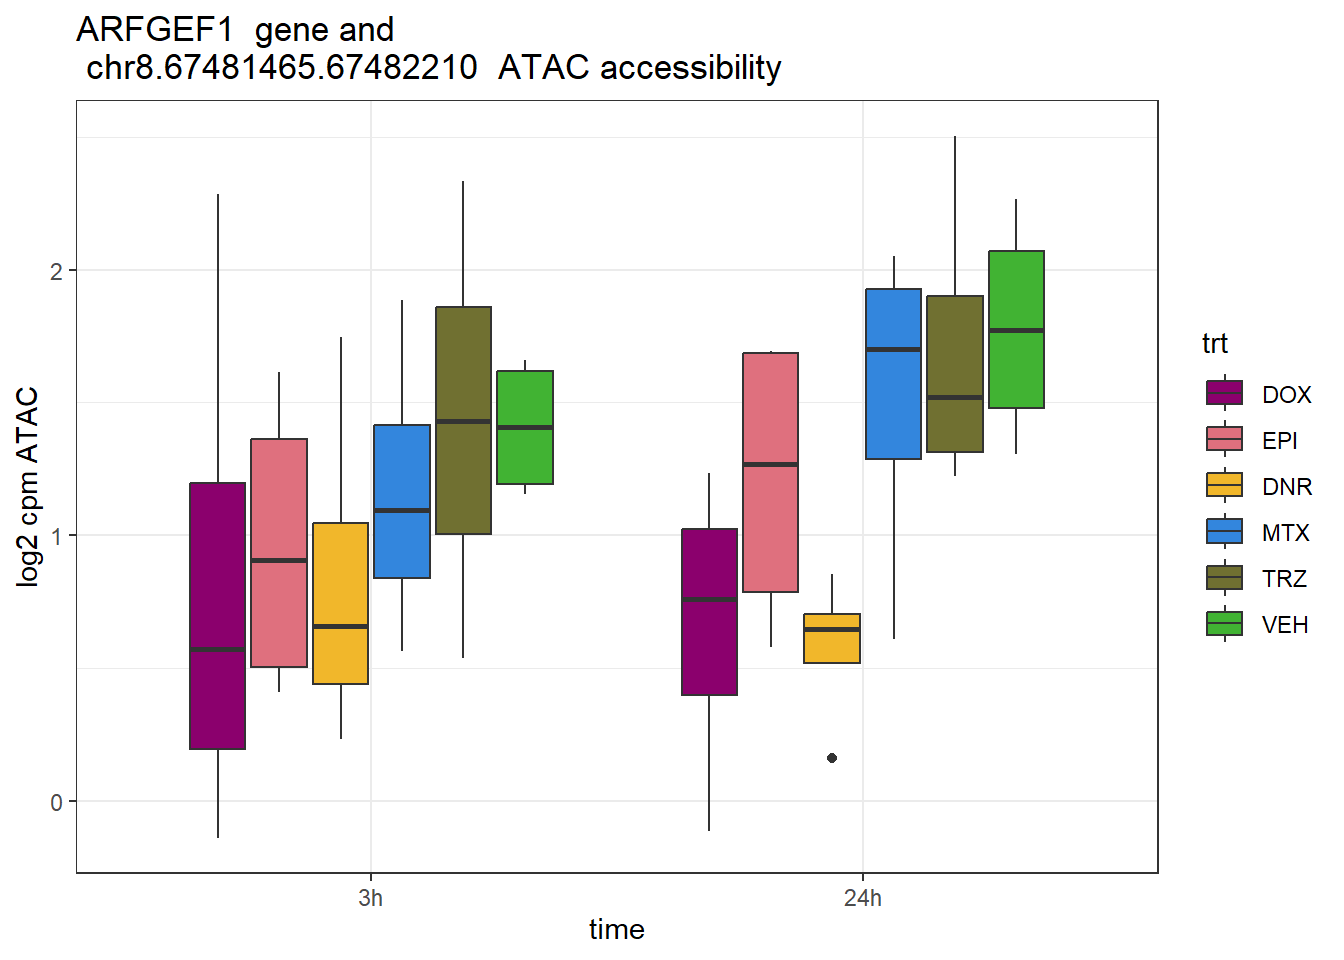 ARFGEF1  gene and
chr8.67481465.67482210  ATAC accessibility
log2 cpm ATAC
2
1
0
3h
24h
time
trt
DOX
EPI
DNR
MTX
TRZ
VEH